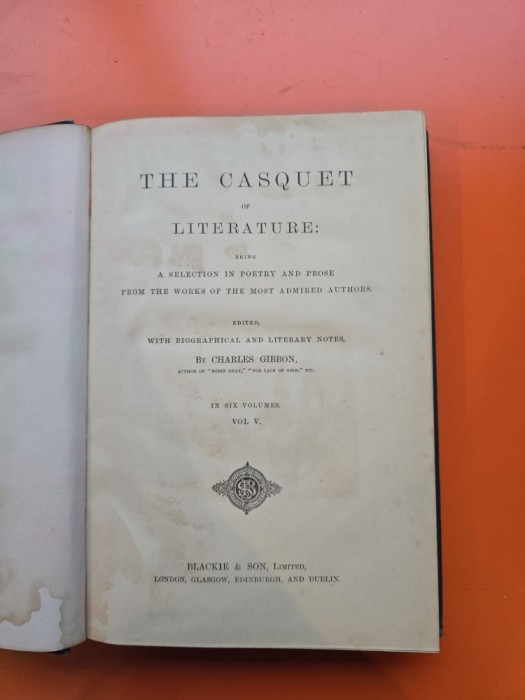 THE CASQUET
OF
LITERATURE:
BEING
A SELECTION IN POETRY AND PROSE
FROM THE WORKS OF THE MOST ADMIRED AUTHORS.
EDITED,
WITH BIOGRAPHICAL AND LITERARY NOTES,
BY CHARLES GIBBON,
AUTHOR OF "ROBIN GRAY," "FOR LACK OF GOLD," ETC.
IN SIX VOLUMES.
VOL V.
BLACKIE & SON, LIMITED,
LONDON, GLASGOW, EDINBURGH, AND DUBLIN.